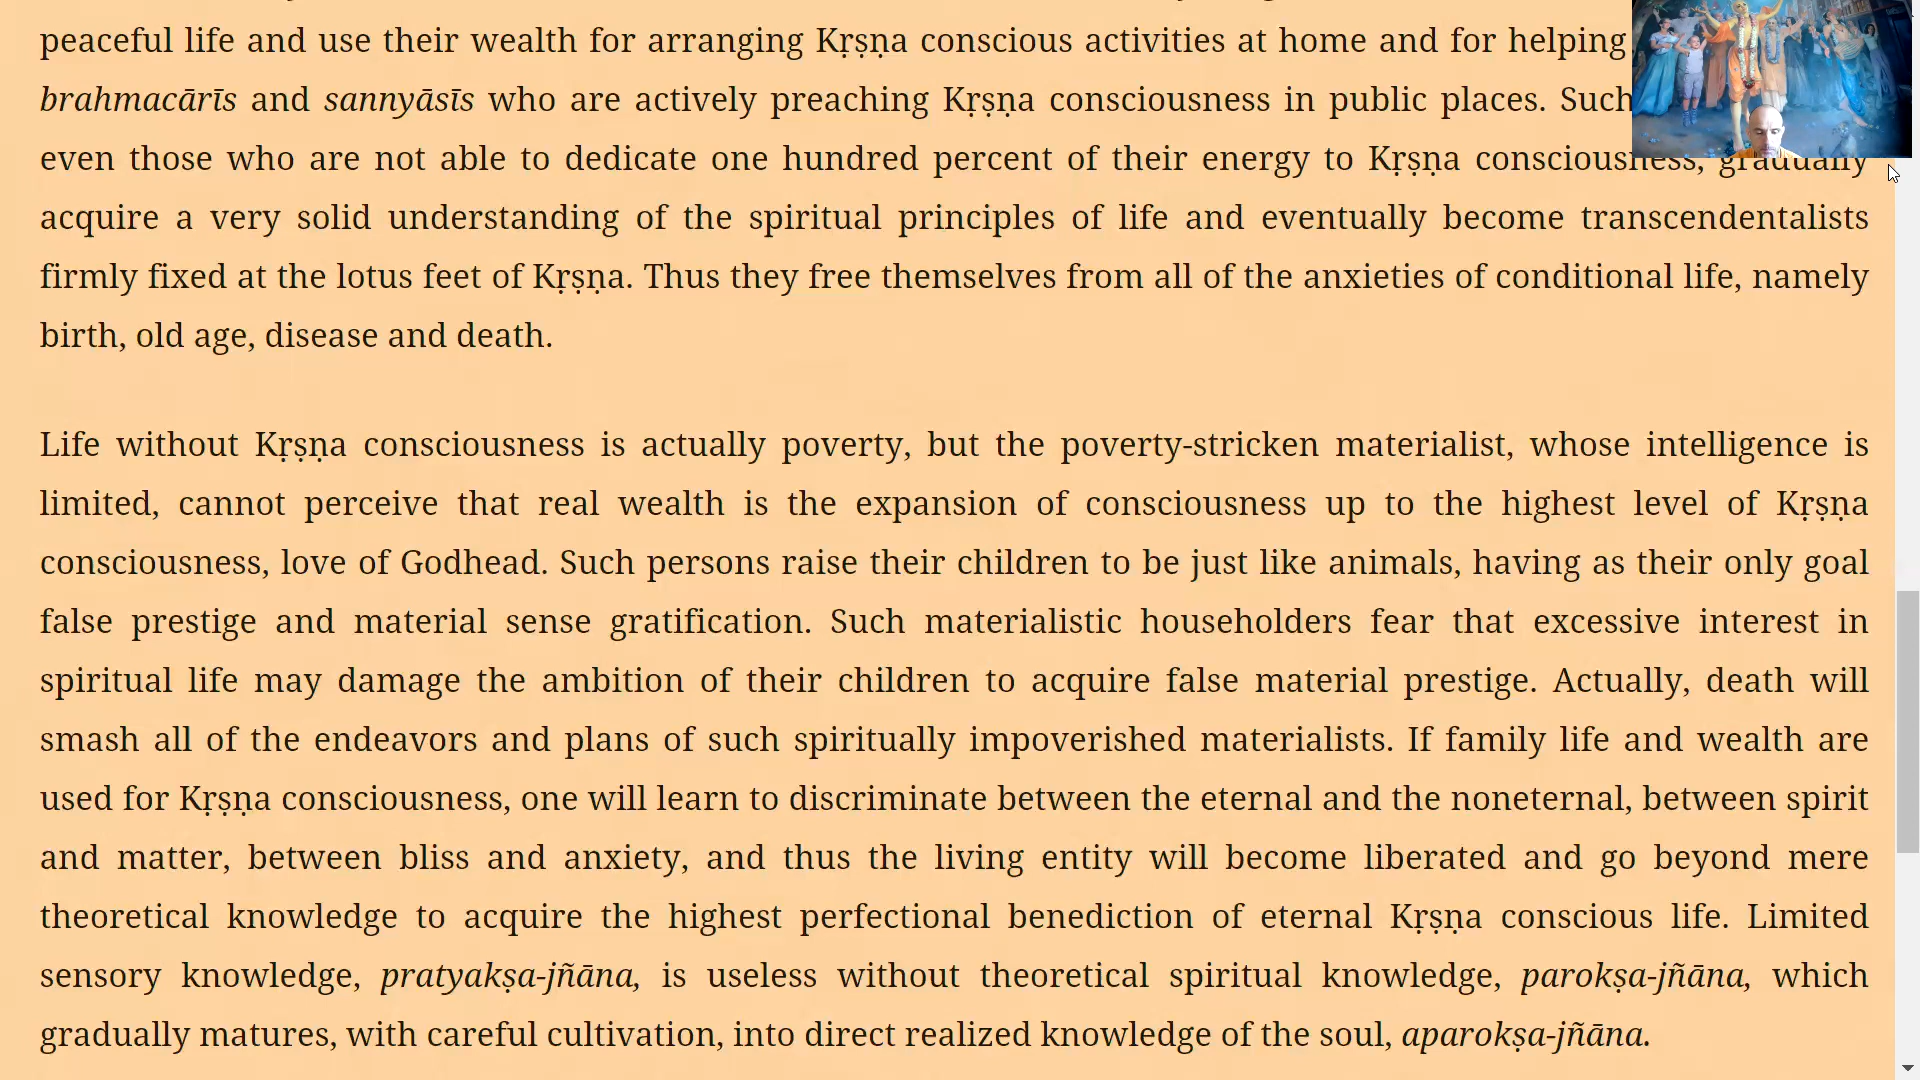 peaceful life and use their wealth for arranging Kṛṣṇa conscious activities at home and for helping
brahmacārīs and sannyāsīs who are actively preaching Kṛṣṇa consciousness in public places. Such
even those who are not able to dedicate one hundred percent of their energy to Kṛṣṇa consciousness, gradually
acquire a very solid understanding of the spiritual principles of life and eventually become transcendentalists
firmly fixed at the lotus feet of Kṛṣṇa. Thus they free themselves from all of the anxieties of conditional life, namely
birth, old age, disease and death.
Life without Kṛṣṇa consciousness is actually poverty, but the poverty-stricken materialist, whose intelligence is
limited, cannot perceive that real wealth is the expansion of consciousness up to the highest level of Kṛṣṇa
consciousness, love of Godhead. Such persons raise their children to be just like animals, having as their only goal
false prestige and material sense gratification. Such materialistic householders fear that excessive interest in
spiritual life may damage the ambition of their children to acquire false material prestige. Actually, death will
smash all of the endeavors and plans of such spiritually impoverished materialists. If family life and wealth are
used for Kṛṣṇa consciousness, one will learn to discriminate between the eternal and the noneternal, between spirit
and matter, between bliss and anxiety, and thus the living entity will become liberated and go beyond mere
theoretical knowledge to acquire the highest perfectional benediction of eternal Kṛṣṇa conscious life. Limited
sensory knowledge, pratyakṣa-jñāna, is useless without theoretical spiritual knowledge, parokṣa-jñāna, which
gradually matures, with careful cultivation, into direct realized knowledge of the soul, aparokṣa-jñāna.